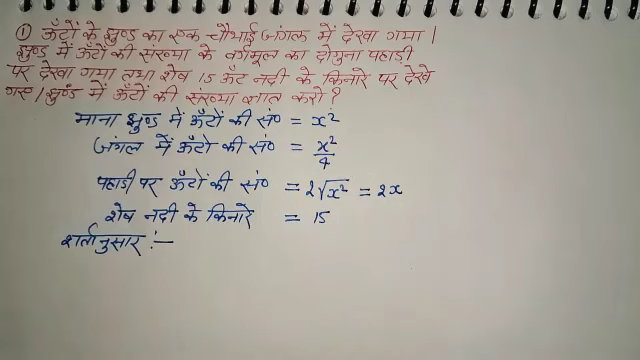 ① ऊँटों के झुण्ड का एक चौथाई जंगल में देखा गया।
झुण्ड में ऊँटों की संख्या के वर्गमूल का दोगुना पहाडी
पर देखा गया तथा शेष 15 ऊँट नदी के किनारे पर देखे
गए। झुण्ड में ऊँटों की संख्या ज्ञात करो?
माना झुण्ड में ऊँटों की सं० = x²
जंगल में ऊँटो की सं० = x²/4
पहाडी पर ऊँटों की सं० = 2√x² = 2x
शेष नदी के किनारे = 15
शर्तानुसार :—